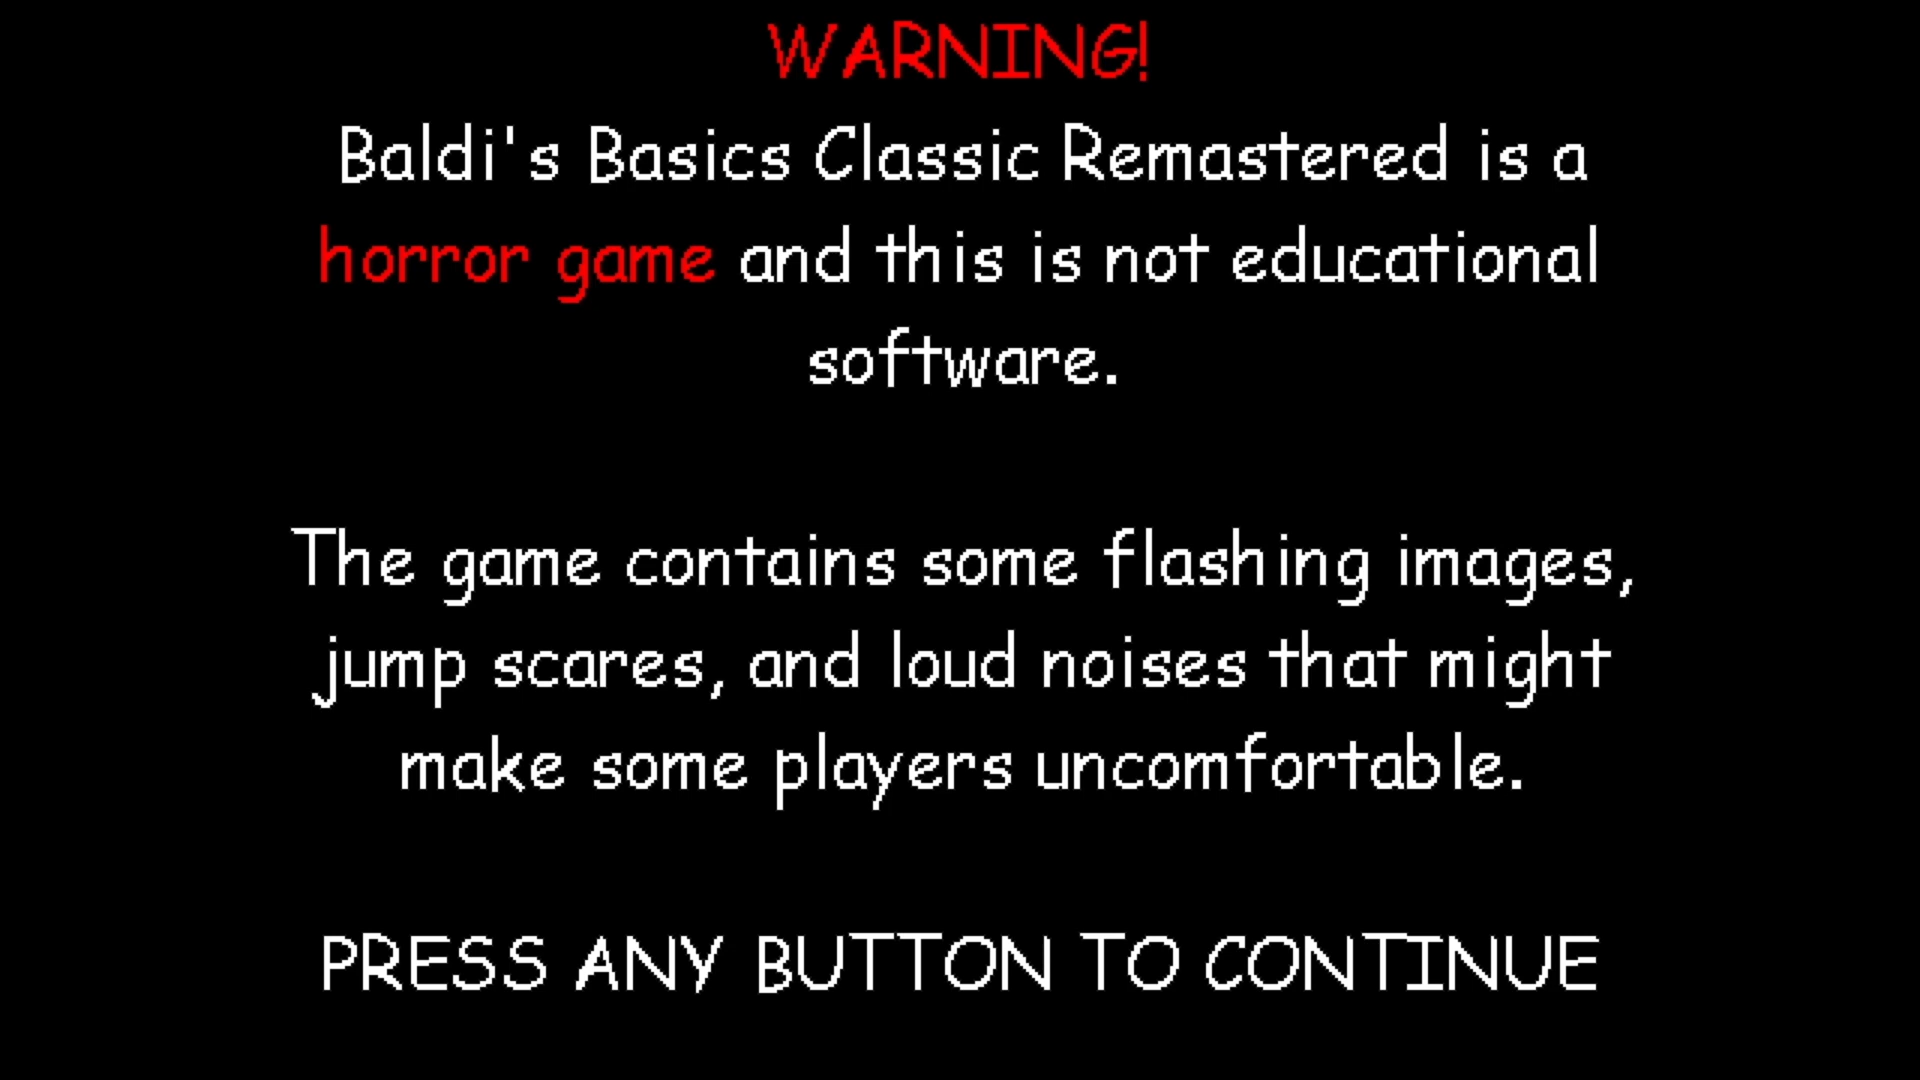 WARNING!
Baldi's Basics Classic Remastered is a
horror game and this is not educational
software.
The game contains some flashing images,
jump scares, and loud noises that might
make some players uncomfortable.
PRESS ANY BUTTON TO CONTINUE